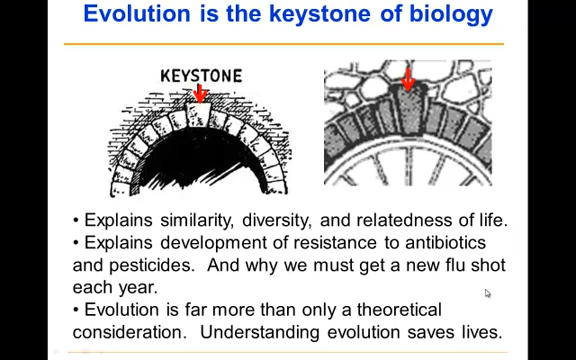 Evolution is the keystone of biology
KEYSTONE
• Explains similarity, diversity, and relatedness of life.
• Explains development of resistance to antibiotics
and pesticides.  And why we must get a new flu shot
each year.
• Evolution is far more than only a theoretical
consideration.  Understanding evolution saves lives.